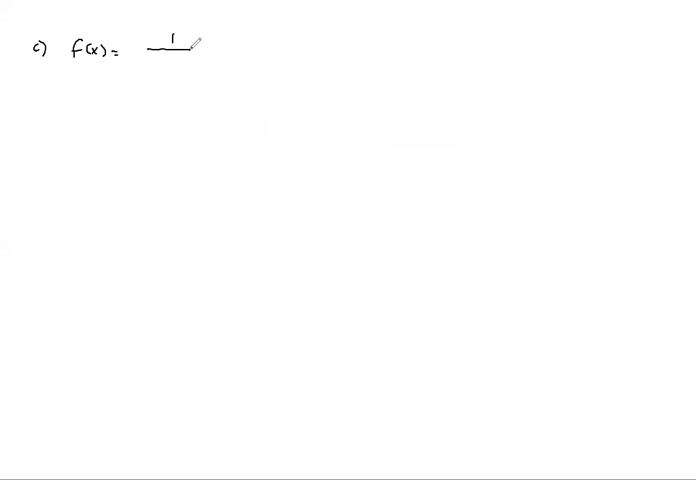 c) f(x) = 1/